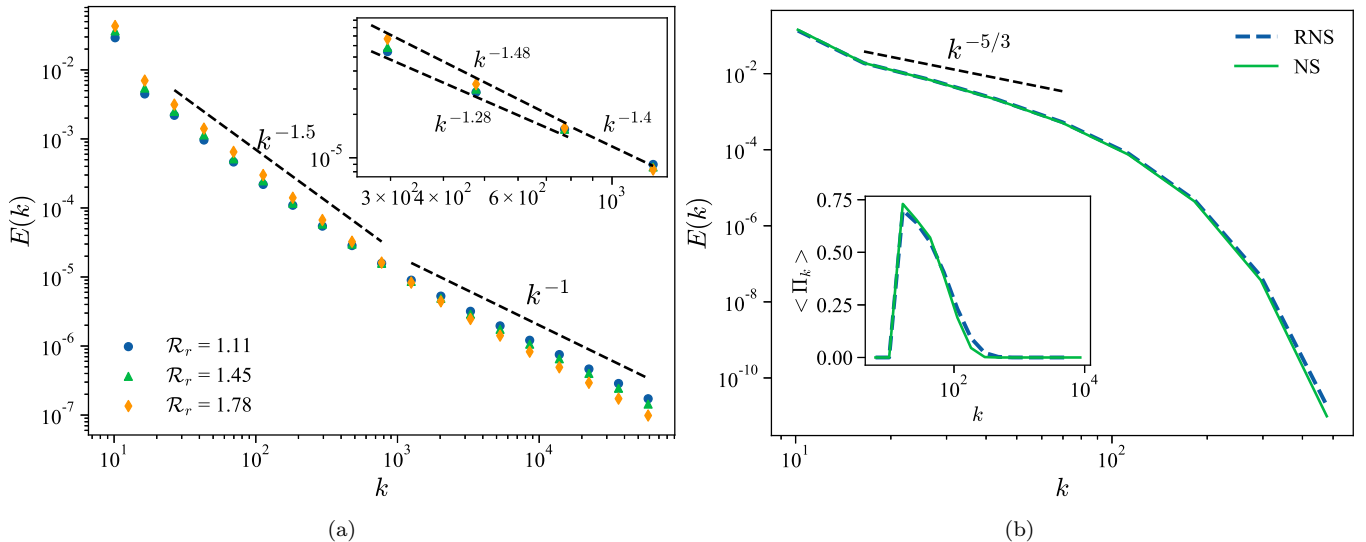 10^{-2}
10^{-3}
10^{-4}
10^{-5}
10^{-6}
10^{-7}
E(k)
k^{-1.5}
k^{-1}
R_r = 1.11
R_r = 1.45
R_r = 1.78
10^1
10^2
10^3
10^4
k
k^{-1.48}
k^{-1.28}
k^{-1.4}
10^{-5}
3 × 10^2
4 × 10^2
6 × 10^2
10^3
(a)
10^{-2}
10^{-4}
10^{-6}
10^{-8}
10^{-10}
E(k)
k^{-5/3}
RNS
NS
0.75
0.50
0.25
0.00
< Π_k >
10^2
10^4
k
10^1
10^2
k
(b)